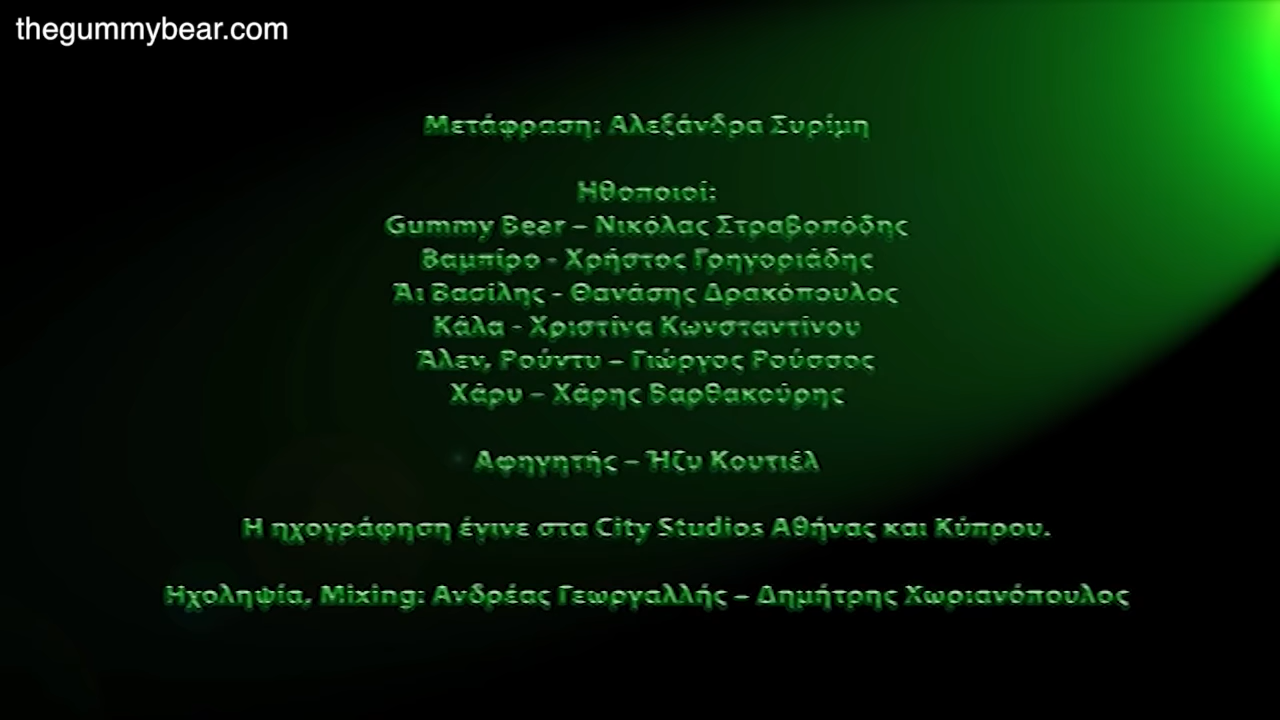 thegummybear.com
Μετάφραση: Αλεξάνδρα Συρίμη
Ηθοποιοί:
Gummy Bear – Νικόλας Στραβοπόδης
Βαμπίρο - Χρήστος Γρηγοριάδης
Άι Βασίλης - Θανάσης Δρακόπουλος
Κάλα - Χριστίνα Κωνσταντίνου
Άλεν, Ρούντυ – Γιώργος Ρούσσος
Χάρυ – Χάρης Βαρθακούρης
Αφηγητής – Ήζυ Κουτιέλ
Η ηχογράφηση έγινε στα City Studios Αθήνας και Κύπρου.
Ηχοληψία, Mixing: Ανδρέας Γεωργαλλής – Δημήτρης Χωριανόπουλος